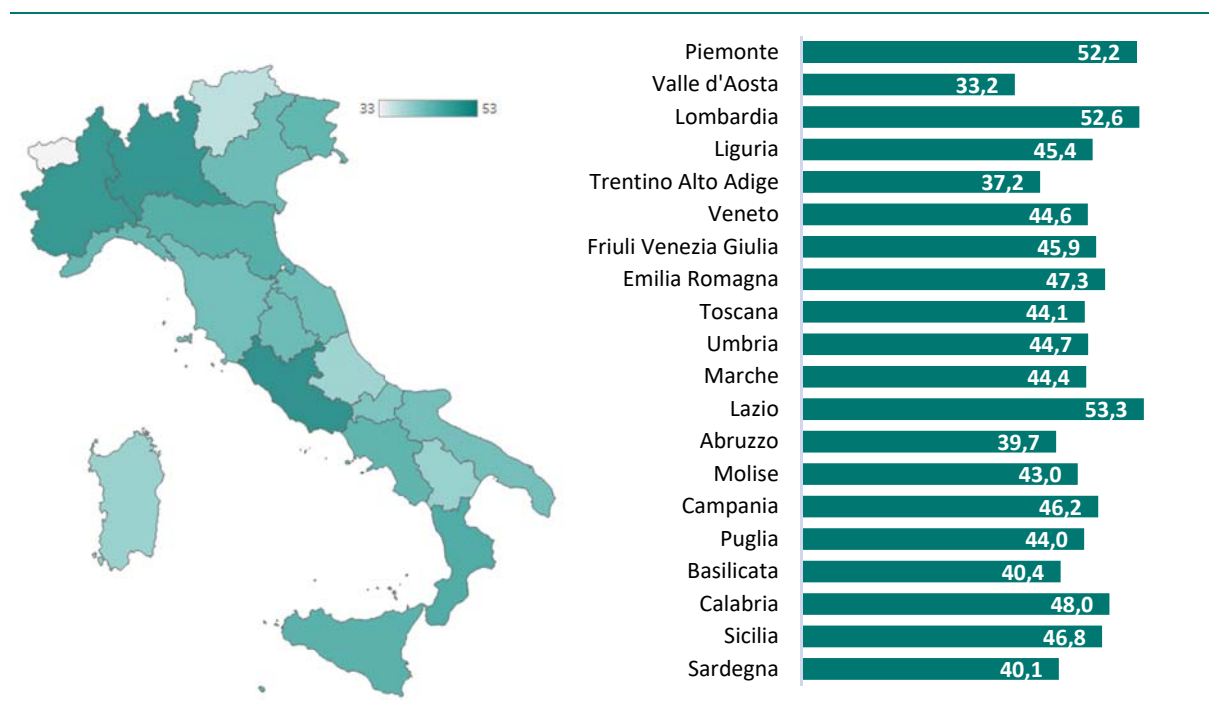 33 53
Piemonte 52,2
Valle d'Aosta 33,2
Lombardia 52,6
Liguria 45,4
Trentino Alto Adige 37,2
Veneto 44,6
Friuli Venezia Giulia 45,9
Emilia Romagna 47,3
Toscana 44,1
Umbria 44,7
Marche 44,4
Lazio 53,3
Abruzzo 39,7
Molise 43,0
Campania 46,2
Puglia 44,0
Basilicata 40,4
Calabria 48,0
Sicilia 46,8
Sardegna 40,1